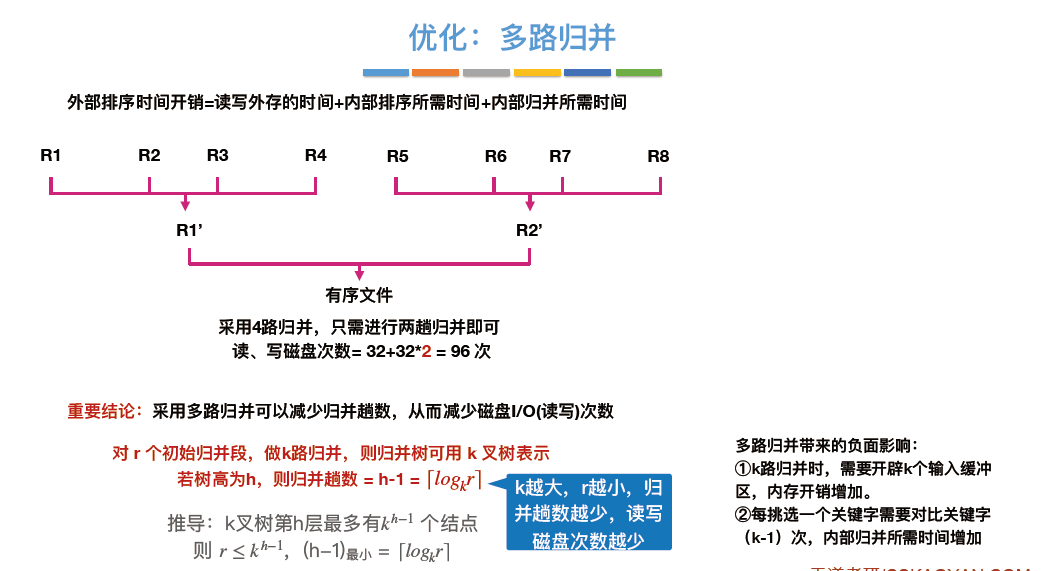 优化：多路归并
外部排序时间开销=读写外存的时间+内部排序所需时间+内部归并所需时间
R1 R2 R3 R4 R5 R6 R7 R8
R1’ R2’
有序文件
采用4路归并，只需进行两趟归并即可
读、写磁盘次数= 32+32*2 = 96 次
重要结论：采用多路归并可以减少归并趟数，从而减少磁盘I/O(读写)次数
对 r 个初始归并段，做k路归并，则归并树可用 k 叉树表示
若树高为h，则归并趟数 = h-1 = ⌈logₖr⌉
推导：k叉树第h层最多有kʰ⁻¹ 个结点
则 r ≤ kʰ⁻¹，(h−1)最小 = ⌈logₖr⌉
k越大，r越小，归
并趟数越少，读写
磁盘次数越少
多路归并带来的负面影响：
①k路归并时，需要开辟k个输入缓冲
区，内存开销增加。
②每挑选一个关键字需要对比关键字
（k-1）次，内部归并所需时间增加